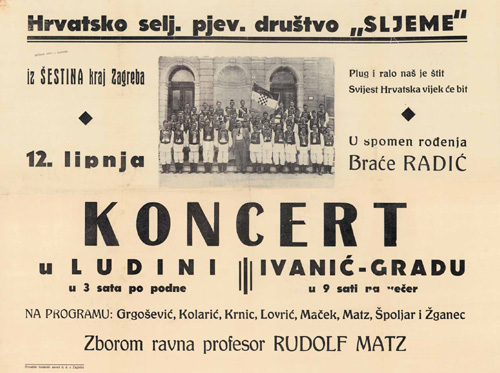 Hrvatsko selj. pjev. društvo „SLJEME“
iz ŠESTINA kraj Zagreba
12. lipnja
Plug i ralo naš je štit
Svijest Hrvatska vijek će bit
U spomen rođenja
Braće RADIĆ
KONCERT
u LUDINI
u 3 sata po podne
IVANIĆ-GRADU
u 9 sati na večer
NA PROGRAMU: Grgošević, Kolarić, Krnic, Lovrić, Maček, Matz, Špoljar i Žganec
Zborom ravna profesor RUDOLF MATZ